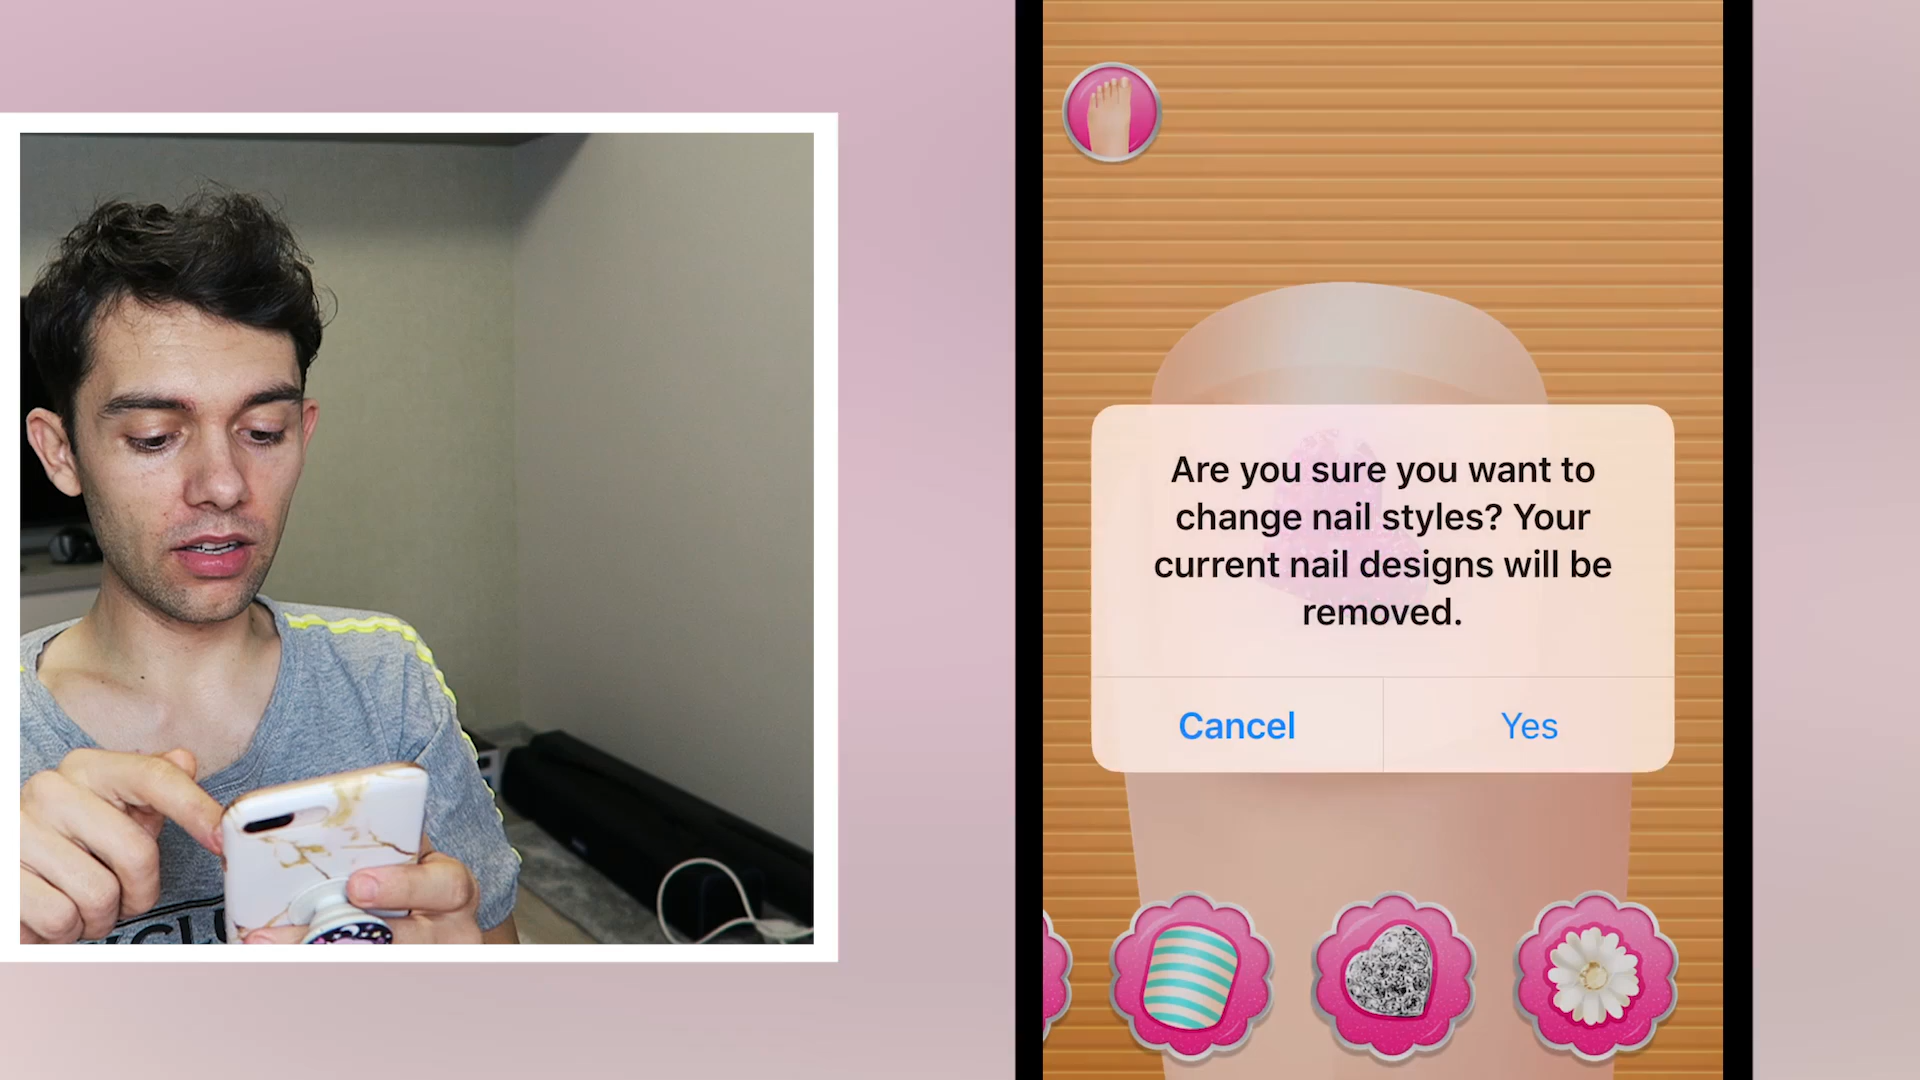 Are you sure you want to
change nail styles? Your
current nail designs will be
removed.
Cancel
Yes